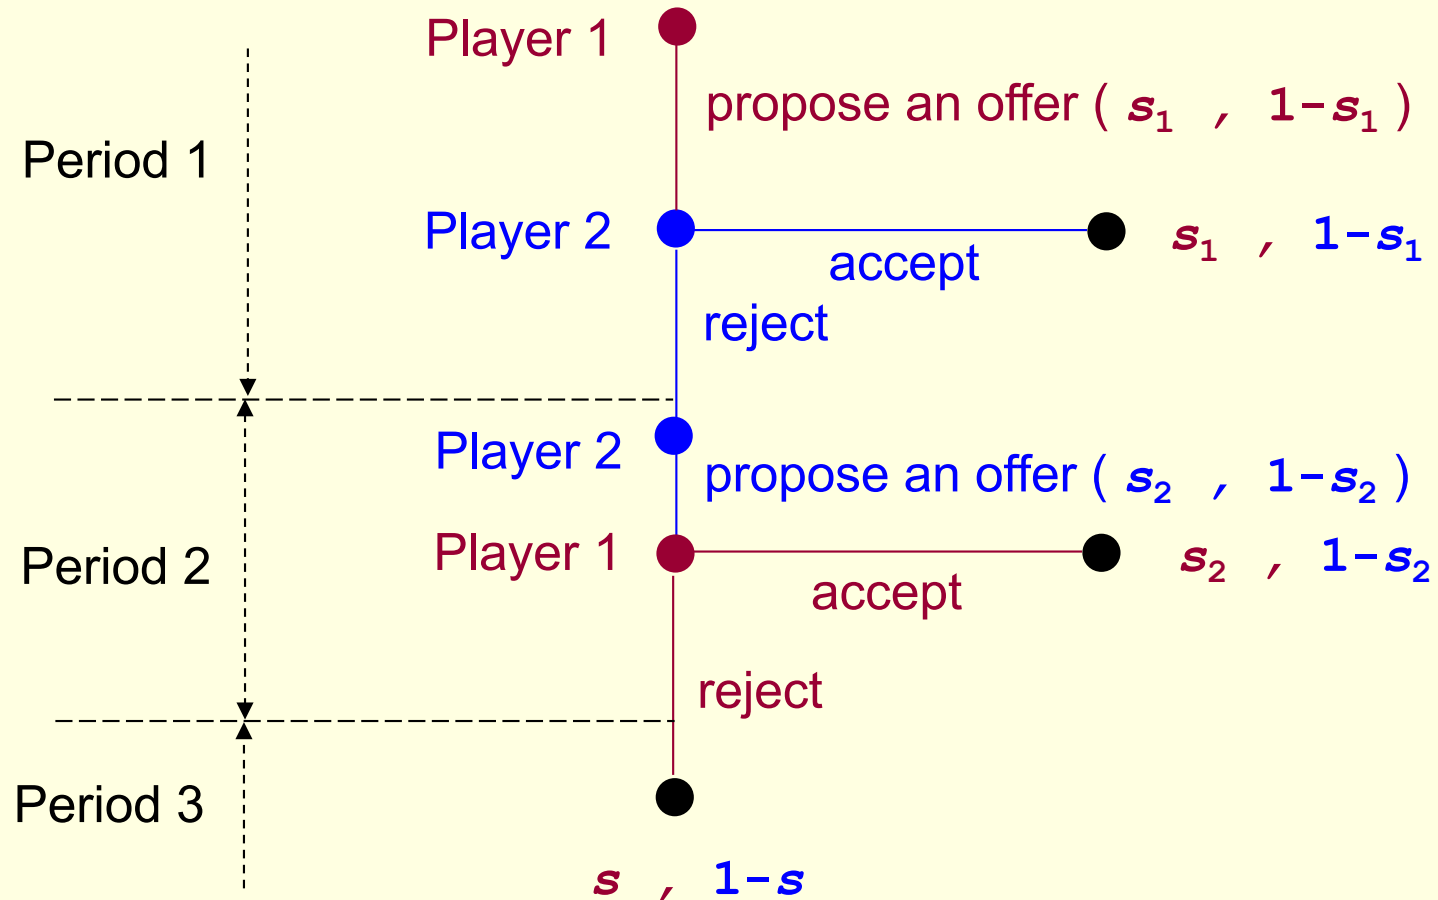 Player 1
propose an offer ( s₁ , 1-s₁ )
Period 1
Player 2
s₁ , 1-s₁
accept
reject
Player 2
propose an offer ( s₂ , 1-s₂ )
Player 1
s₂ , 1-s₂
Period 2
accept
reject
Period 3
s , 1-s